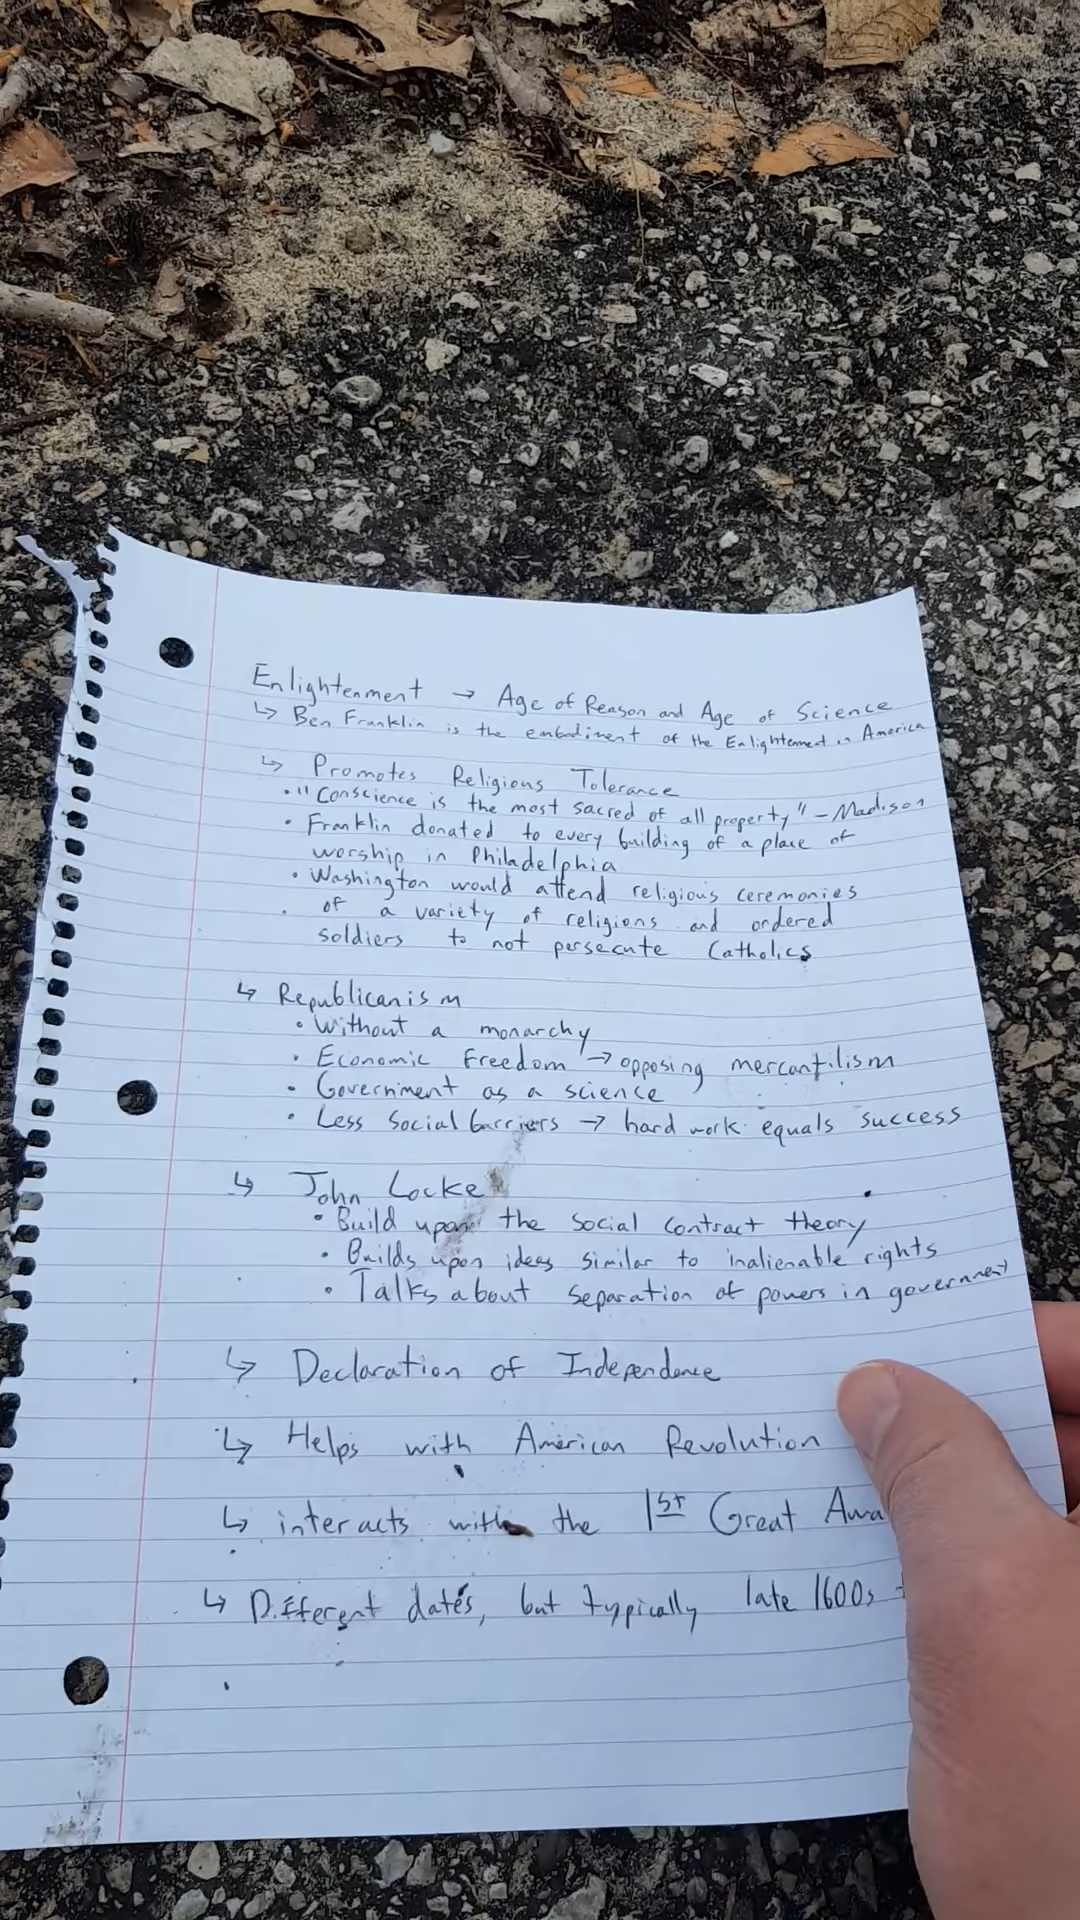 Enlightenment → Age of Reason and Age of Science
↳ Ben Franklin is the embodiment of the Enlightenment in America
↳ Promotes Religious Tolerance
• "Conscience is the most sacred of all property" - Madison
• Franklin donated to every building of a place of
worship in Philadelphia
• Washington would attend religious ceremonies
of a variety of religions and ordered
soldiers to not persecute Catholics
↳ Republicanism
• Without a monarchy
• Economic Freedom → opposing mercantilism
• Government as a science
• Less Social barriers → hard work equals success
↳ John Locke
• Build upon the social contract theory
• Builds upon ideas similar to inalienable rights
• Talks about separation of powers in government
↳ Declaration of Independence
↳ Helps with American Revolution
↳ interacts with the 1st Great Awa
↳ Different dates, but typically late 1600s